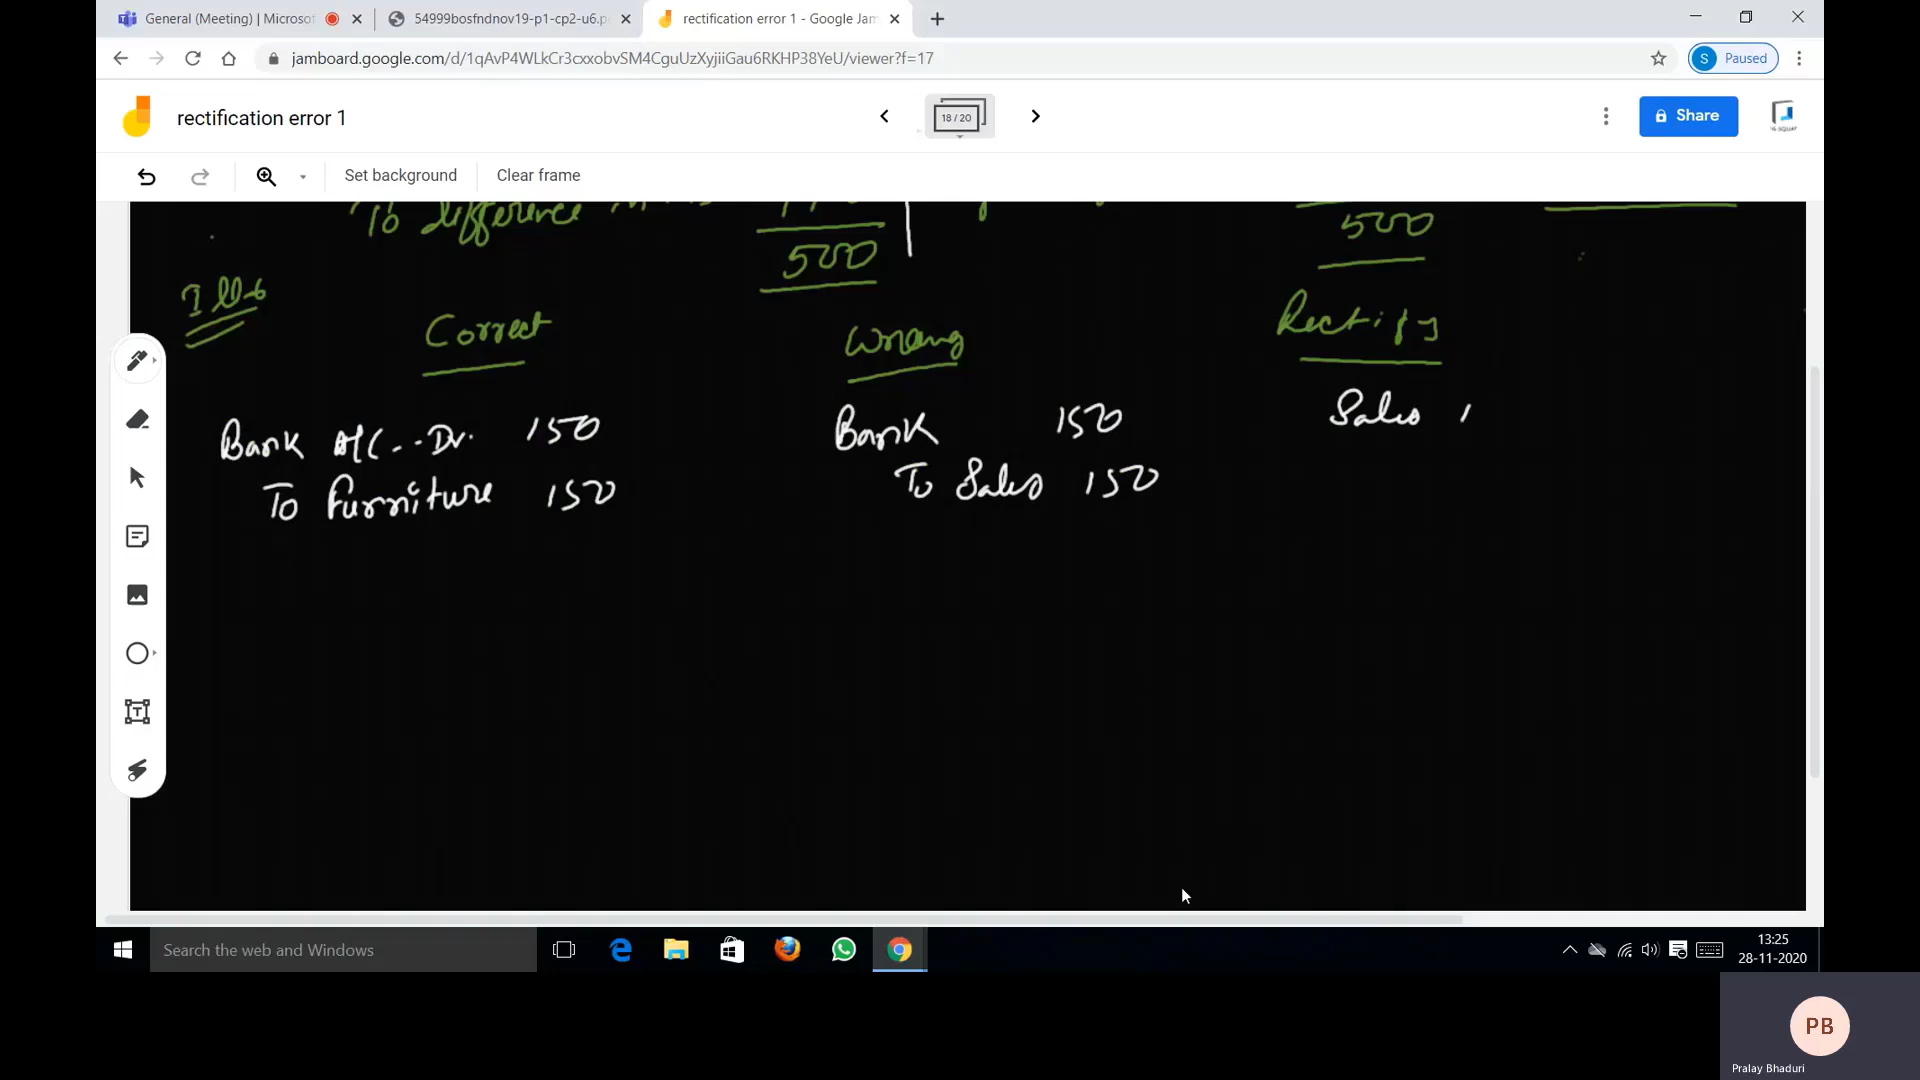 General (Meeting) | Microsof
54999bosfndnov19-p1-cp2-u6.p
rectification error 1 - Google Jam
jamboard.google.com/d/1qAvP4WLkCr3cxxobvSM4CguUzXyjiiGau6RKHP38YeU/viewer?f=17
S Paused
rectification error 1
18 / 20
Share
Set background
Clear frame
To difference
500
500
Ill-6
Correct
Wrong
Rectify
Bank A/C..Dr. 150
To Furniture 150
Bank 150
To Sales 150
Sales
Search the web and Windows
13:25
28-11-2020
PB
Pralay Bhaduri